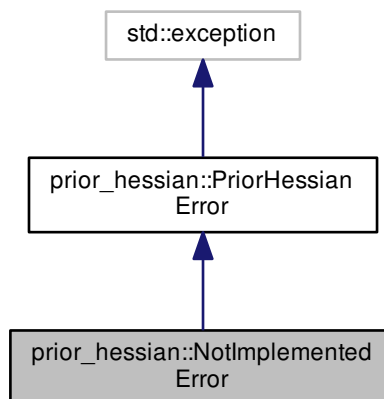 std::exception
prior_hessian::PriorHessian
Error
prior_hessian::NotImplemented
Error